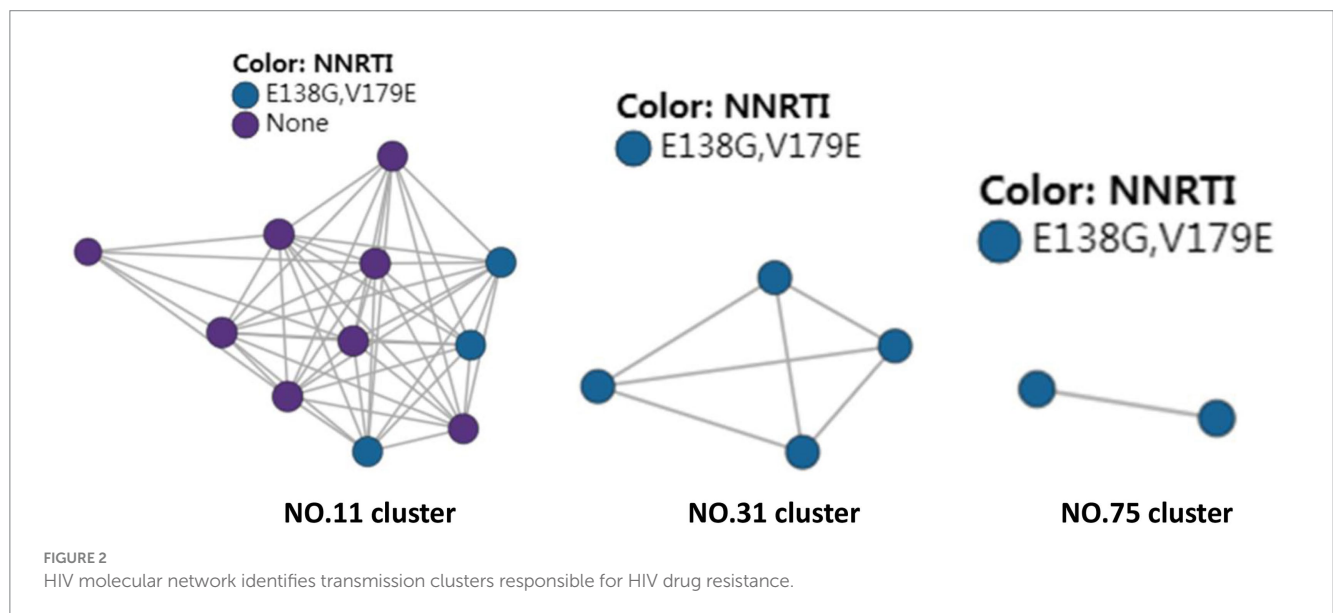 Color: NNRTI
E138G,V179E
None
Color: NNRTI
E138G,V179E
Color: NNRTI
E138G,V179E
NO.11 cluster
NO.31 cluster
NO.75 cluster
FIGURE 2
HIV molecular network identifies transmission clusters responsible for HIV drug resistance.